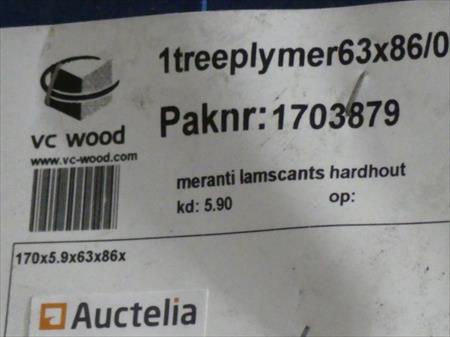 1treeplymer63x86/0
VC WOOD
www.vc-wood.com
Paknr:1703879
meranti lamscants hardhout
kd: 5.90 op:
170x5.9x63x86x
Auctelia